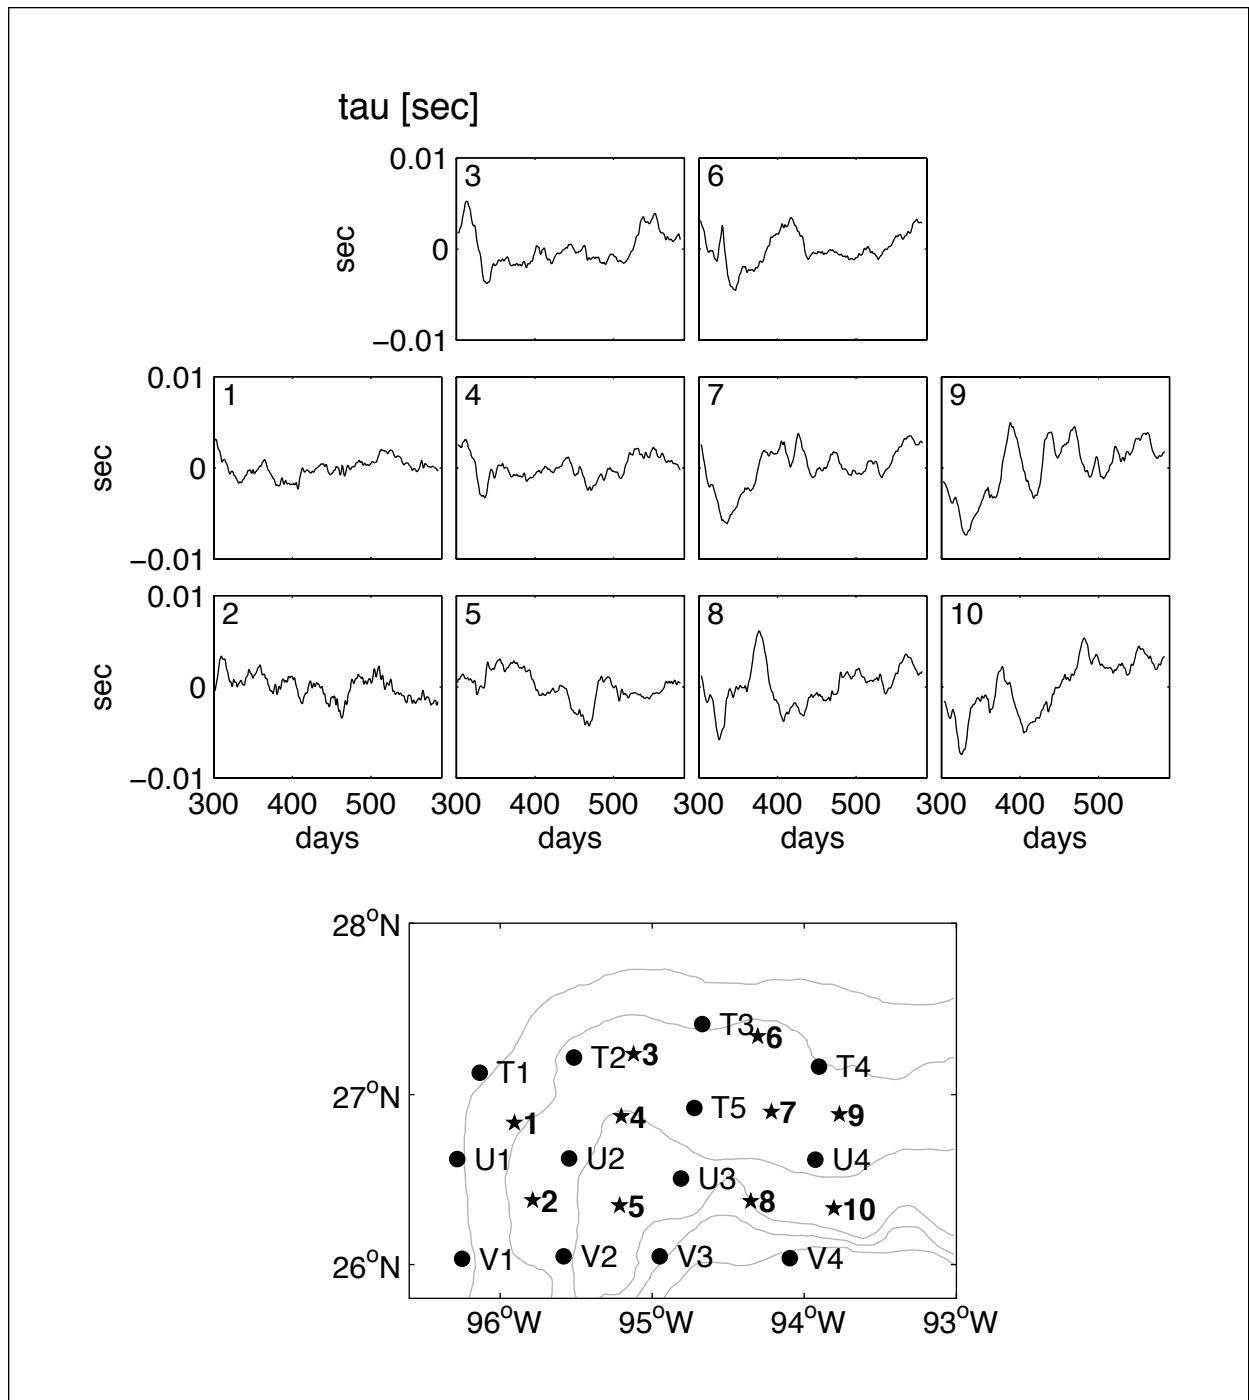 tau [sec]
0.01 3 6
sec 0
−0.01
0.01 1 4 7 9
sec 0
−0.01
0.01 2 5 8 10
sec 0
−0.01
300 400 500 300 400 500 300 400 500 300 400 500
days days days days
28°N
T3 6
T2 3 T4
T1
27°N T5 7 9
1 4
U1 U2 U4
U3
2 5 8 10
26°N V1 V2 V3 V4
96°W 95°W 94°W 93°W